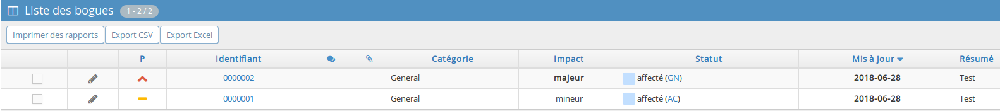 Liste des bogues 1 - 2 / 2
Imprimer des rapports Export CSV Export Excel
P Identifiant Catégorie Impact Statut Mis à jour Résumé
0000002 General majeur affecté (GN) 2018-06-28 Test
0000001 General mineur affecté (AC) 2018-06-28 Test